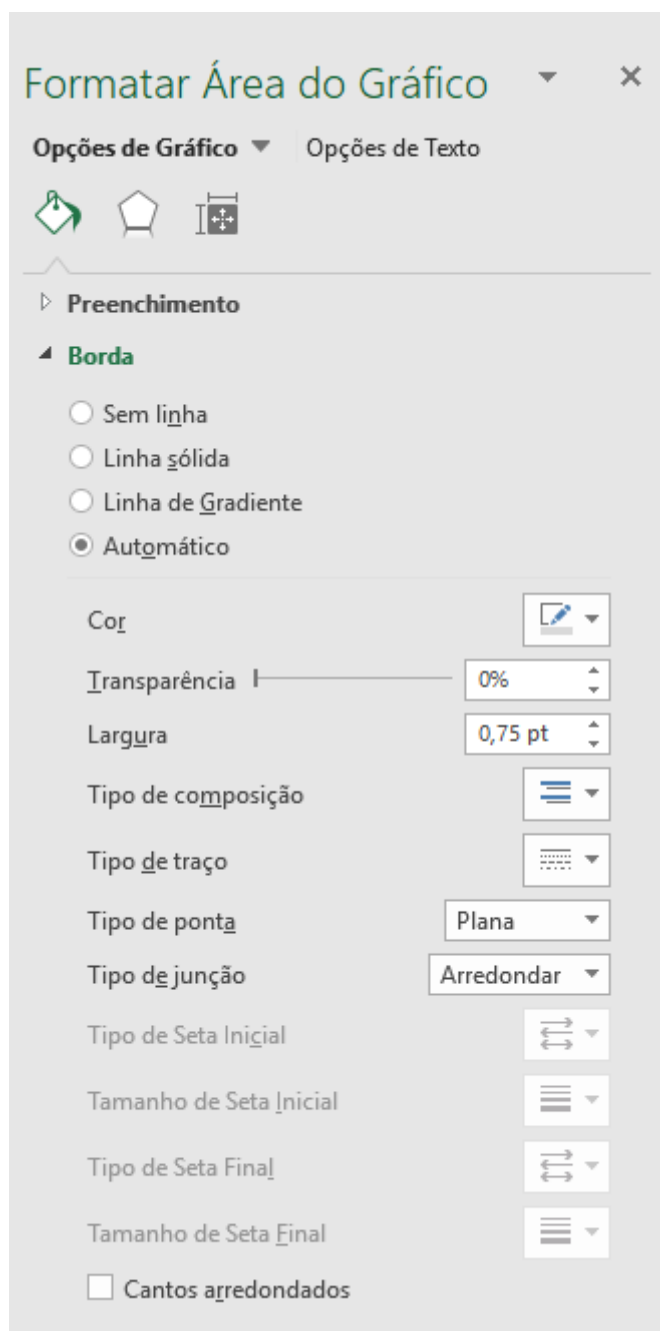 Formatar Área do Gráfico
Opções de Gráfico Opções de Texto
Preenchimento
Borda
Sem linha
Linha sólida
Linha de Gradiente
Automático
Cor
Transparência 0%
Largura 0,75 pt
Tipo de composição
Tipo de traço
Tipo de ponta Plana
Tipo de junção Arredondar
Tipo de Seta Inicial
Tamanho de Seta Inicial
Tipo de Seta Final
Tamanho de Seta Final
Cantos arredondados